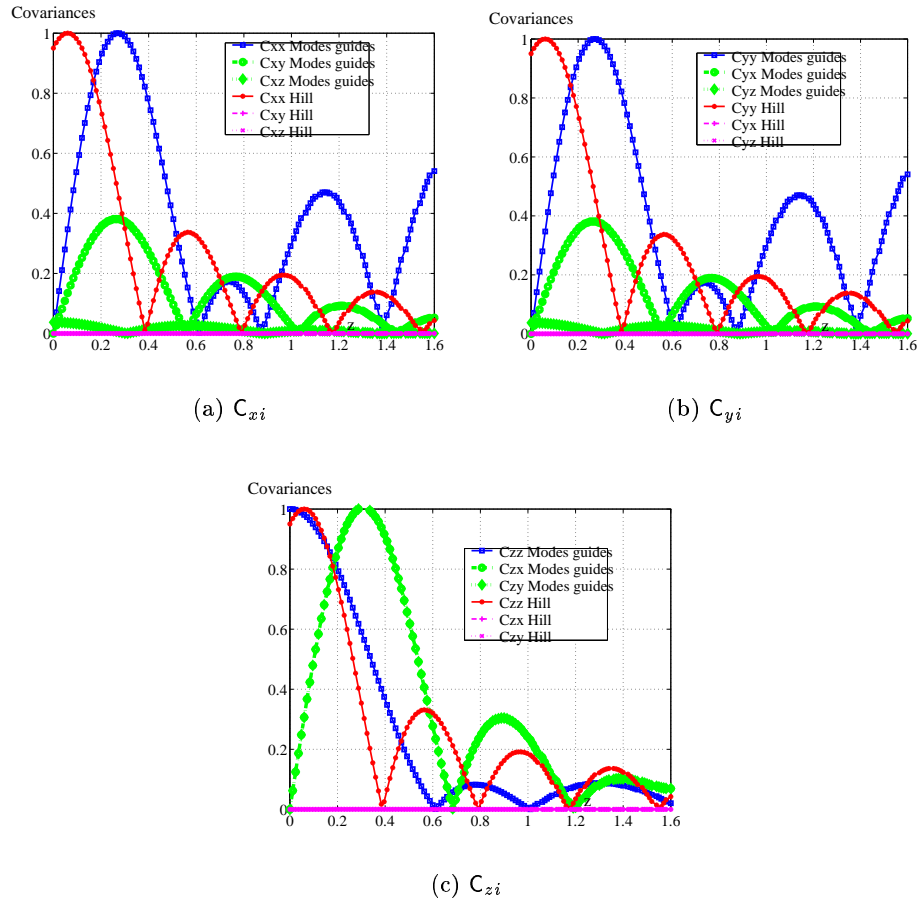 Covariances
1
0.8
0.6
0.4
0.2
0
0 0.2 0.4 0.6 0.8 1 1.2 1.4 1.6
z
Cxx Modes guides
Cxy Modes guides
Cxz Modes guides
Cxx Hill
Cxy Hill
Cxz Hill
(a) Cxi
Covariances
1
0.8
0.6
0.4
0.2
0
0 0.2 0.4 0.6 0.8 1 1.2 1.4 1.6
z
Cyy Modes guides
Cyx Modes guides
Cyz Modes guides
Cyy Hill
Cyx Hill
Cyz Hill
(b) Cyi
Covariances
1
0.8
0.6
0.4
0.2
0
0 0.2 0.4 0.6 0.8 1 1.2 1.4 1.6
z
Czz Modes guides
Czx Modes guides
Czy Modes guides
Czz Hill
Czx Hill
Czy Hill
(c) Czi